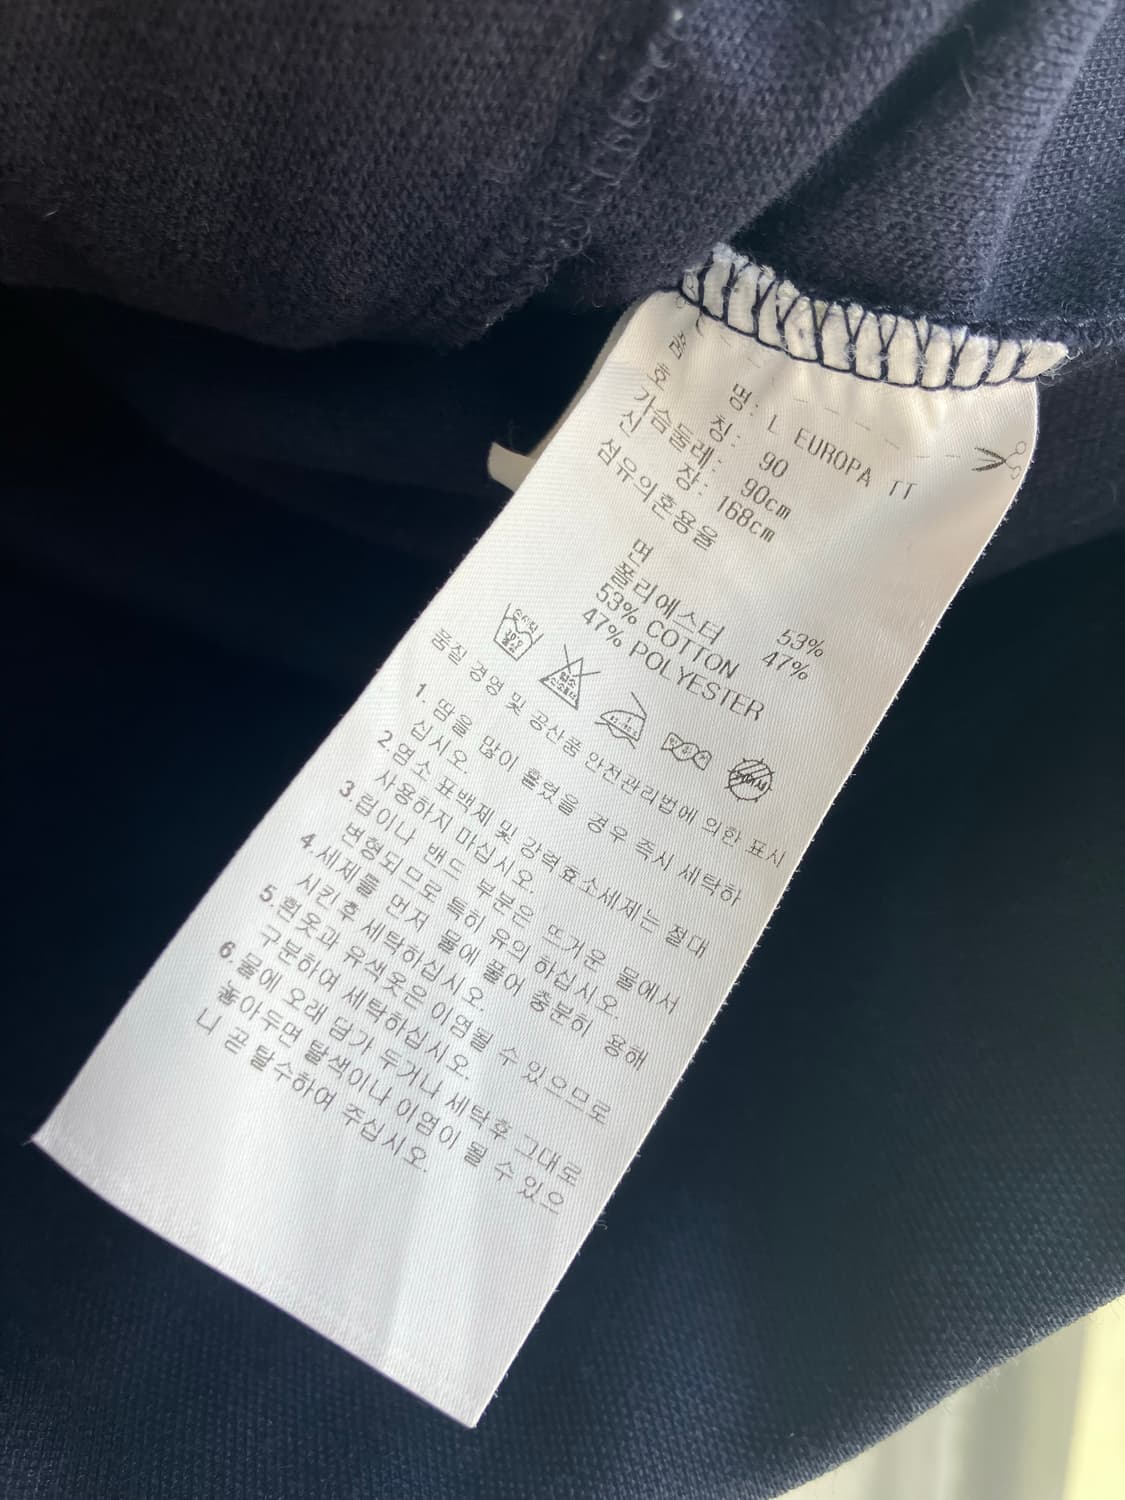 명: L EUROPA TT
호 칭: 90
가슴둘레: 90cm
신 장: 168cm
섬유의혼용율
면 53%
폴리에스터 47%
53% COTTON
47% POLYESTER
품질 경영 및 공산품 안전관리법에 의한 표시
1. 땀을 많이 흘렸을 경우 즉시 세탁하
십시오.
2. 염소 표백제 및 강력효소세제는 절대
사용하지 마십시오.
3. 립이나 밴드 부분은 뜨거운 물에서
변형되므로 특히 유의 하십시오.
4. 세제를 먼저 물에 풀어 충분히 용해
시킨후 세탁하십시오.
5. 흰옷과 유색옷은 이염될 수 있으므로
구분하여 세탁하십시오.
6. 물에 오래 담가 두거나 세탁후 그대로
놓아두면 탈색이나 이염이 될 수 있으
니 곧 탈수하여 주십시오.